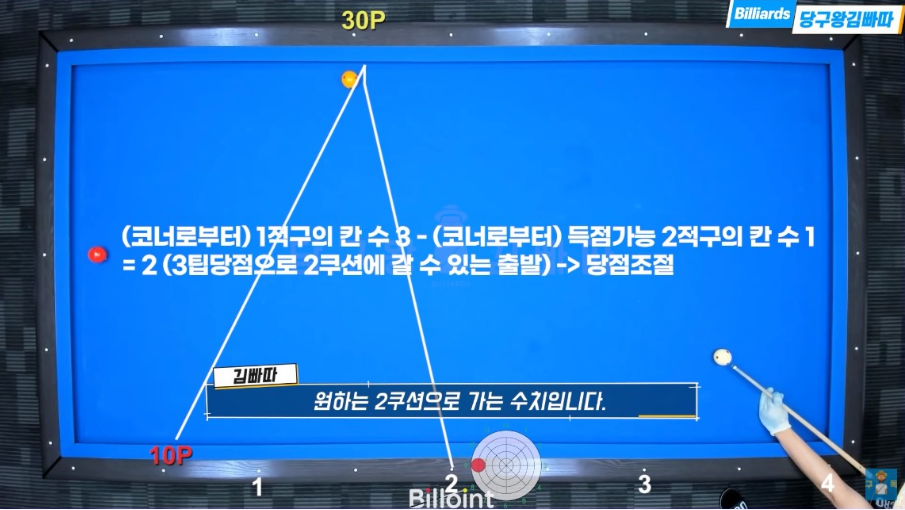 30P
Billiards 당구왕김빠따
(코너로부터) 1적구의 칸 수 3 - (코너로부터) 득점가능 2적구의 칸 수 1
= 2 (3팁당점으로 2쿠션에 갈 수 있는 출발) -> 당점조절
김빠따
원하는 2쿠션으로 가는 수치입니다.
10P
1 2 3 4
Billoint